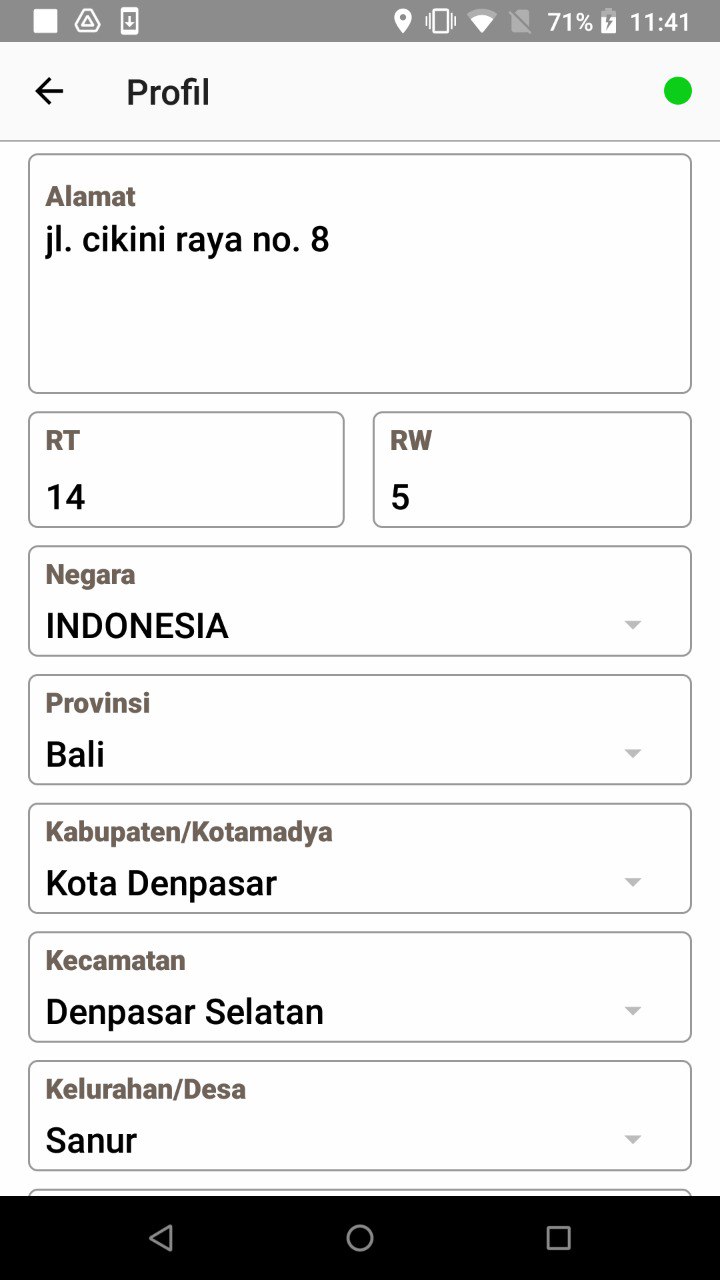 71% 11:41
Profil
Alamat
jl. cikini raya no. 8
RT
14
RW
5
Negara
INDONESIA
Provinsi
Bali
Kabupaten/Kotamadya
Kota Denpasar
Kecamatan
Denpasar Selatan
Kelurahan/Desa
Sanur